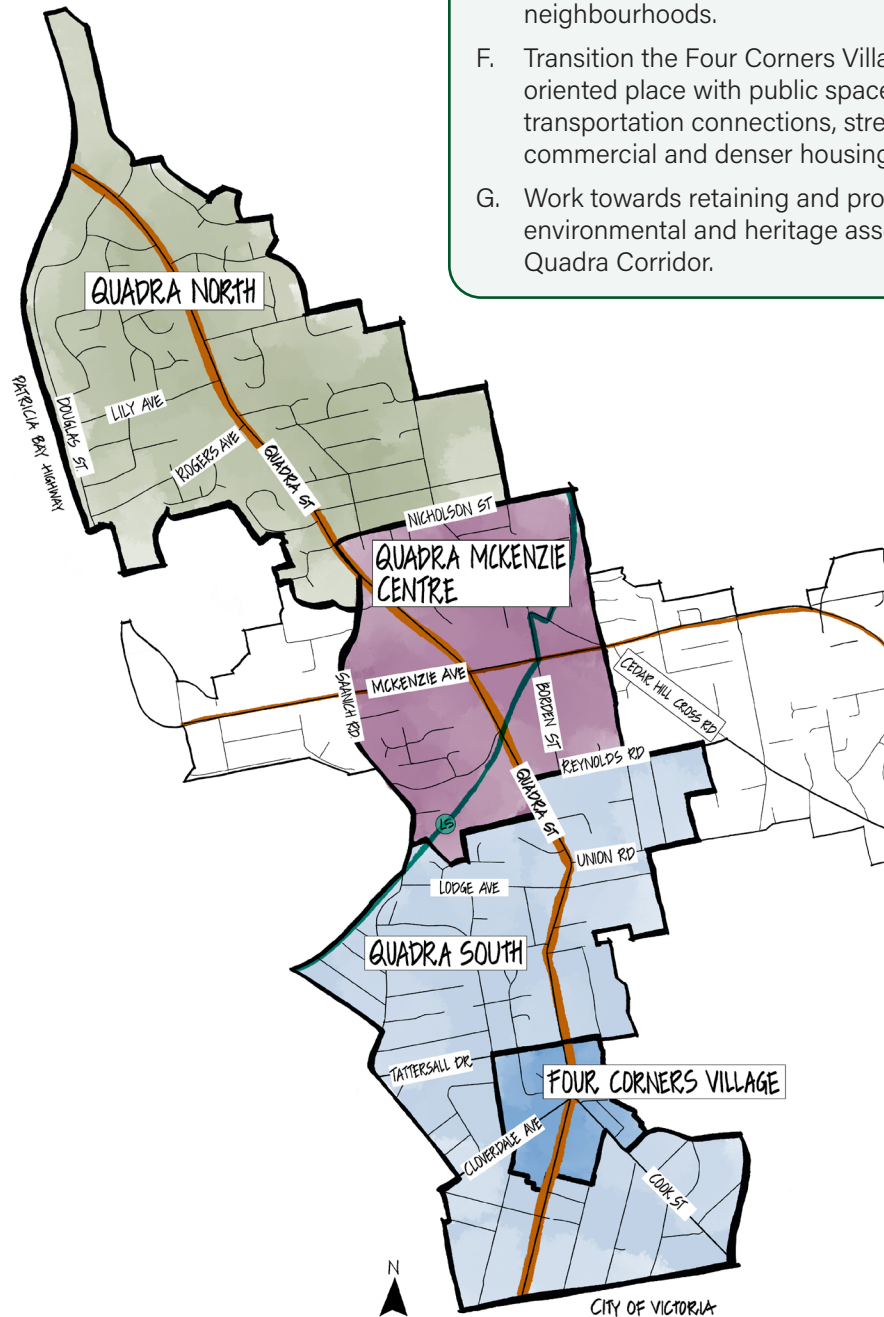 neighbourhoods.
F. Transition the Four Corners Villa
oriented place with public space
transportation connections, stre
commercial and denser housing
G. Work towards retaining and pro
environmental and heritage asse
Quadra Corridor.
QUADRA NORTH
PATRICIA BAY HIGHWAY
DOUGLAS ST.
LILY AVE
ROGERS AVE
QUADRA ST
NICHOLSON ST
QUADRA MCKENZIE
CENTRE
SAANICH RD
MCKENZIE AVE
BORDEN ST
CEDAR HILL CROSS RD
REYNOLDS RD
QUADRA ST
LS
UNION RD
LODGE AVE
QUADRA SOUTH
TATTERSALL DR
FOUR CORNERS VILLAGE
CLOVERDALE AVE
COOK ST
N
CITY OF VICTORIA